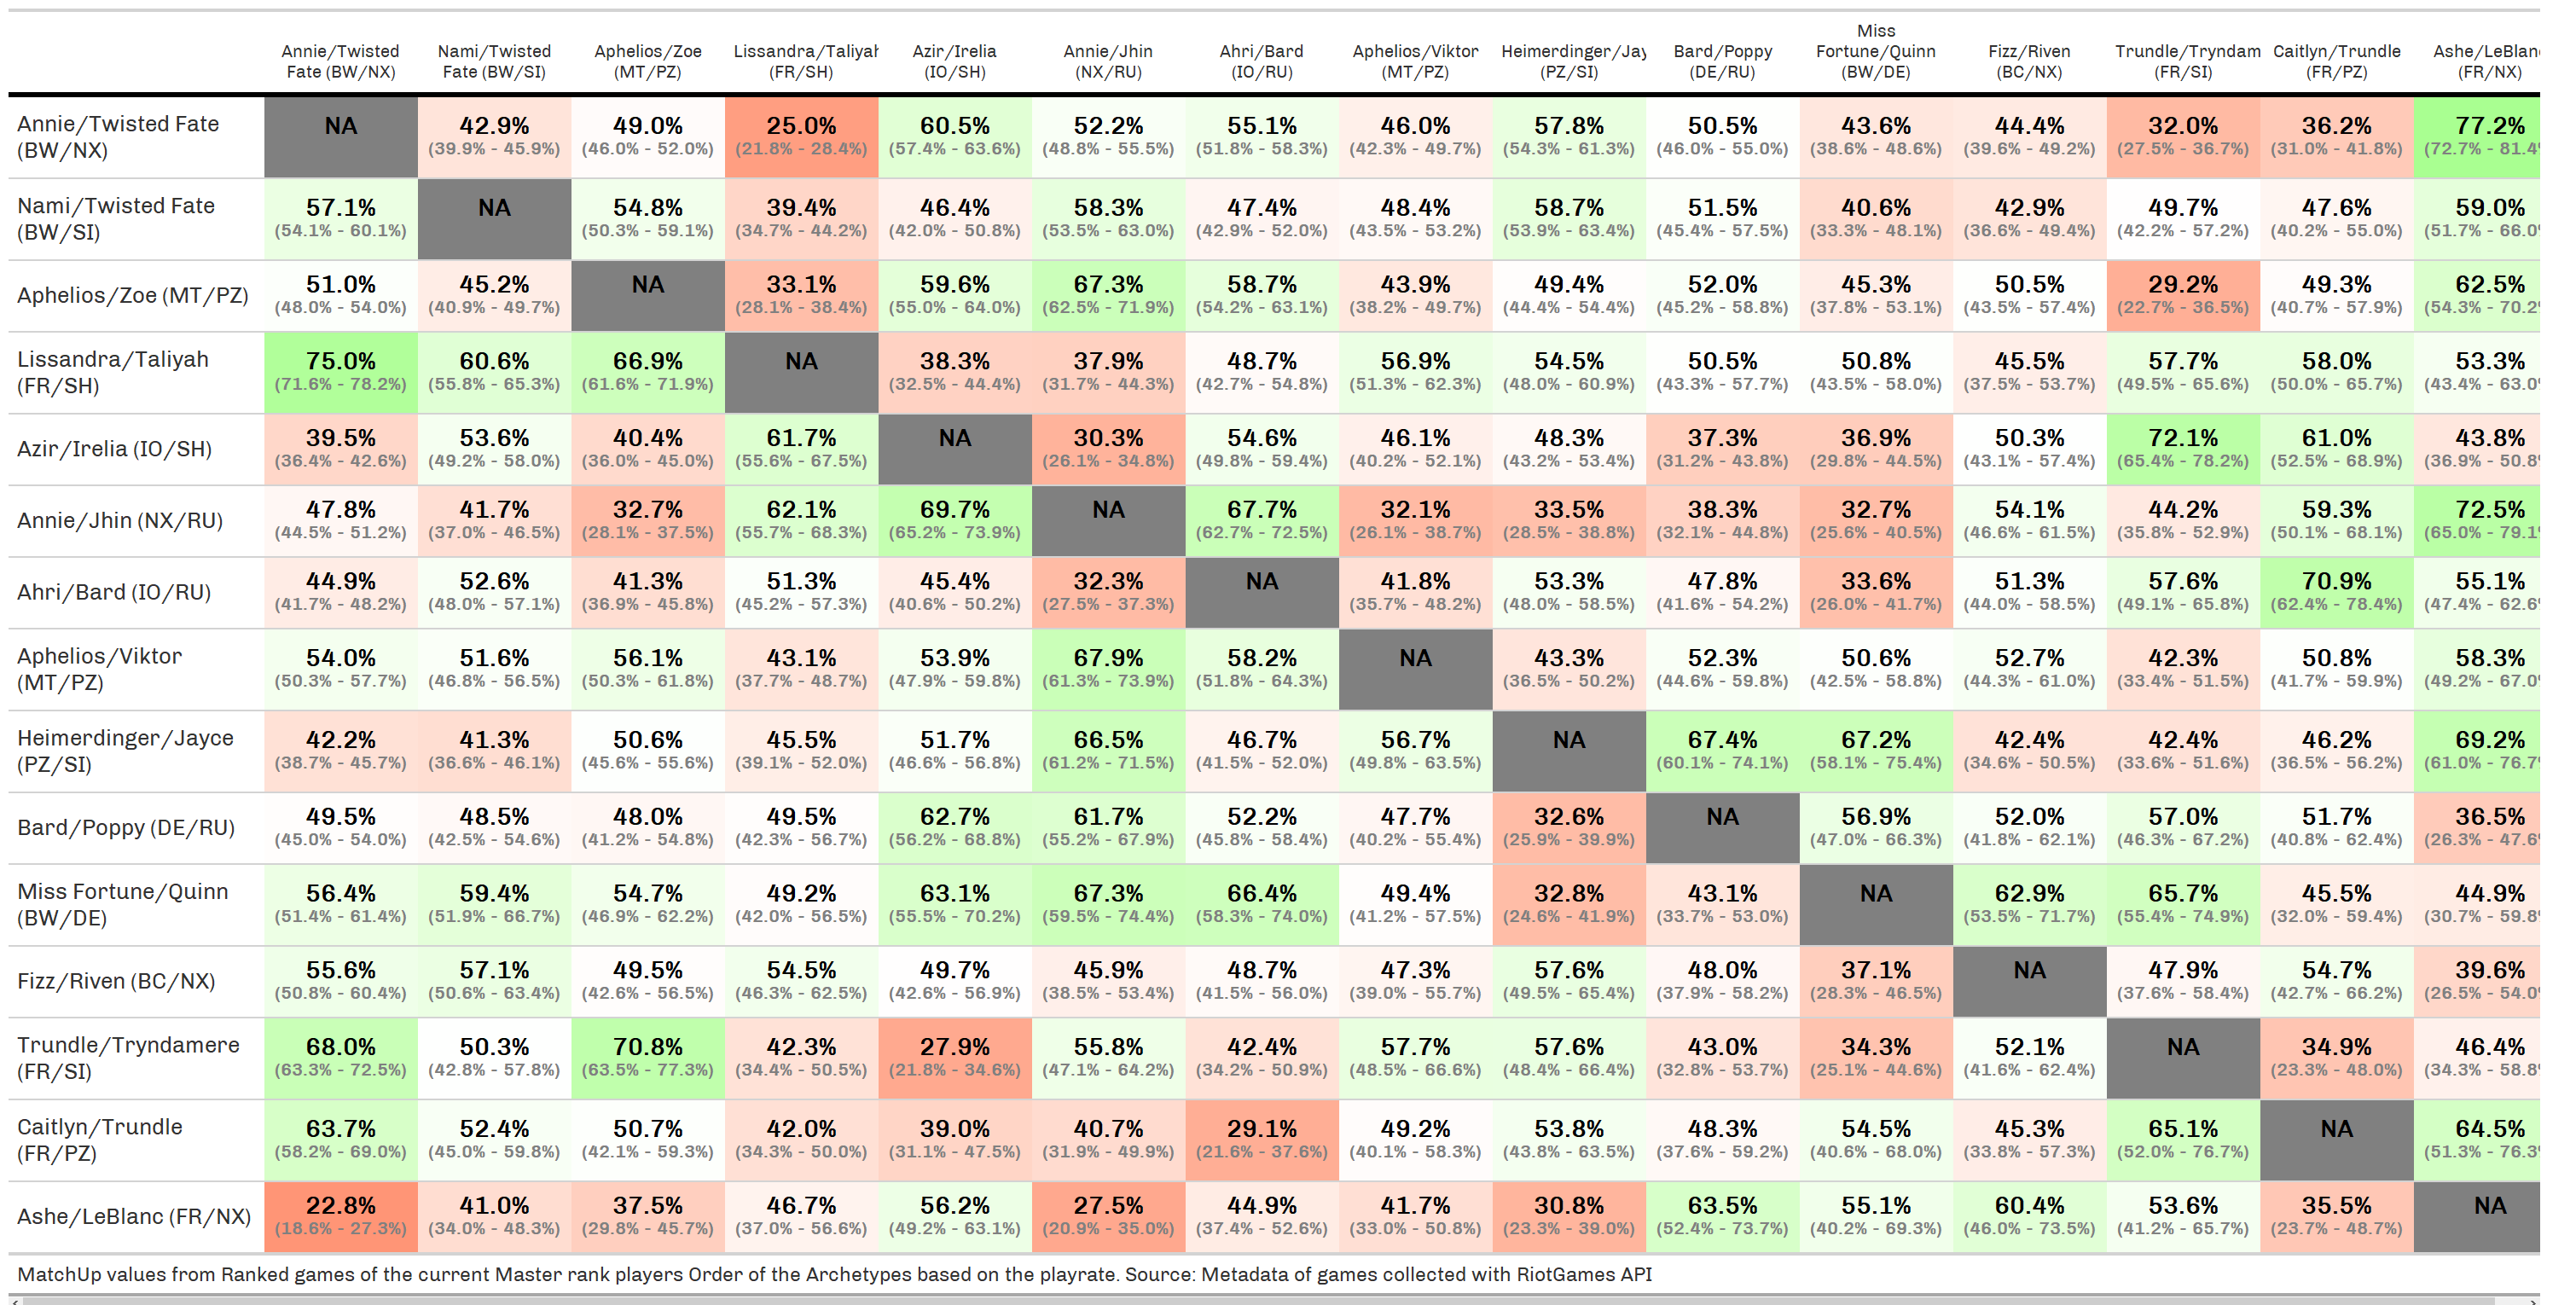 Miss
Annie/Twisted Nami/Twisted Aphelios/Zoe Lissandra/Taliyah Azir/Irelia Annie/Jhin Ahri/Bard Aphelios/Viktor Heimerdinger/Jay Bard/Poppy Fortune/Quinn Fizz/Riven Trundle/Tryndam Caitlyn/Trundle Ashe/LeBlanc
Fate (BW/NX) Fate (BW/SI) (MT/PZ) (FR/SH) (IO/SH) (NX/RU) (IO/RU) (MT/PZ) (PZ/SI) (DE/RU) (BW/DE) (BC/NX) (FR/SI) (FR/PZ) (FR/NX)
Annie/Twisted Fate NA 42.9% 49.0% 25.0% 60.5% 52.2% 55.1% 46.0% 57.8% 50.5% 43.6% 44.4% 32.0% 36.2% 77.2%
(BW/NX) (39.9% - 45.9%) (46.0% - 52.0%) (21.8% - 28.4%) (57.4% - 63.6%) (48.8% - 55.5%) (51.8% - 58.3%) (42.3% - 49.7%) (54.3% - 61.3%) (46.0% - 55.0%) (38.6% - 48.6%) (39.6% - 49.2%) (27.5% - 36.7%) (31.0% - 41.8%) (72.7% - 81.4%
Nami/Twisted Fate 57.1% NA 54.8% 39.4% 46.4% 58.3% 47.4% 48.4% 58.7% 51.5% 40.6% 42.9% 49.7% 47.6% 59.0%
(BW/SI) (54.1% - 60.1%) (50.3% - 59.1%) (34.7% - 44.2%) (42.0% - 50.8%) (53.5% - 63.0%) (42.9% - 52.0%) (43.5% - 53.2%) (53.9% - 63.4%) (45.4% - 57.5%) (33.3% - 48.1%) (36.6% - 49.4%) (42.2% - 57.2%) (40.2% - 55.0%) (51.7% - 66.0%
Aphelios/Zoe (MT/PZ) 51.0% 45.2% NA 33.1% 59.6% 67.3% 58.7% 43.9% 49.4% 52.0% 45.3% 50.5% 29.2% 49.3% 62.5%
(48.0% - 54.0%) (40.9% - 49.7%) (28.1% - 38.4%) (55.0% - 64.0%) (62.5% - 71.9%) (54.2% - 63.1%) (38.2% - 49.7%) (44.4% - 54.4%) (45.2% - 58.8%) (37.8% - 53.1%) (43.5% - 57.4%) (22.7% - 36.5%) (40.7% - 57.9%) (54.3% - 70.2%
Lissandra/Taliyah 75.0% 60.6% 66.9% NA 38.3% 37.9% 48.7% 56.9% 54.5% 50.5% 50.8% 45.5% 57.7% 58.0% 53.3%
(FR/SH) (71.6% - 78.2%) (55.8% - 65.3%) (61.6% - 71.9%) (32.5% - 44.4%) (31.7% - 44.3%) (42.7% - 54.8%) (51.3% - 62.3%) (48.0% - 60.9%) (43.3% - 57.7%) (43.5% - 58.0%) (37.5% - 53.7%) (49.5% - 65.6%) (50.0% - 65.7%) (43.4% - 63.0%
Azir/Irelia (IO/SH) 39.5% 53.6% 40.4% 61.7% NA 30.3% 54.6% 46.1% 48.3% 37.3% 36.9% 50.3% 72.1% 61.0% 43.8%
(36.4% - 42.6%) (49.2% - 58.0%) (36.0% - 45.0%) (55.6% - 67.5%) (26.1% - 34.8%) (49.8% - 59.4%) (40.2% - 52.1%) (43.2% - 53.4%) (31.2% - 43.8%) (29.8% - 44.5%) (43.1% - 57.4%) (65.4% - 78.2%) (52.5% - 68.9%) (36.9% - 50.8%
Annie/Jhin (NX/RU) 47.8% 41.7% 32.7% 62.1% 69.7% NA 67.7% 32.1% 33.5% 38.3% 32.7% 54.1% 44.2% 59.3% 72.5%
(44.5% - 51.2%) (37.0% - 46.5%) (28.1% - 37.5%) (55.7% - 68.3%) (65.2% - 73.9%) (62.7% - 72.5%) (26.1% - 38.7%) (28.5% - 38.8%) (32.1% - 44.8%) (25.6% - 40.5%) (46.6% - 61.5%) (35.8% - 52.9%) (50.1% - 68.1%) (65.0% - 79.1%
Ahri/Bard (IO/RU) 44.9% 52.6% 41.3% 51.3% 45.4% 32.3% NA 41.8% 53.3% 47.8% 33.6% 51.3% 57.6% 70.9% 55.1%
(41.7% - 48.2%) (48.0% - 57.1%) (36.9% - 45.8%) (45.2% - 57.3%) (40.6% - 50.2%) (27.5% - 37.3%) (35.7% - 48.2%) (48.0% - 58.5%) (41.6% - 54.2%) (26.0% - 41.7%) (44.0% - 58.5%) (49.1% - 65.8%) (62.4% - 78.4%) (47.4% - 62.6%
Aphelios/Viktor 54.0% 51.6% 56.1% 43.1% 53.9% 67.9% 58.2% NA 43.3% 52.3% 50.6% 52.7% 42.3% 50.8% 58.3%
(MT/PZ) (50.3% - 57.7%) (46.8% - 56.5%) (50.3% - 61.8%) (37.7% - 48.7%) (47.9% - 59.8%) (61.3% - 73.9%) (51.8% - 64.3%) (36.5% - 50.2%) (44.6% - 59.8%) (42.5% - 58.8%) (44.3% - 61.0%) (33.4% - 51.5%) (41.7% - 59.9%) (49.2% - 67.0%
Heimerdinger/Jayce 42.2% 41.3% 50.6% 45.5% 51.7% 66.5% 46.7% 56.7% NA 67.4% 67.2% 42.4% 42.4% 46.2% 69.2%
(PZ/SI) (38.7% - 45.7%) (36.6% - 46.1%) (45.6% - 55.6%) (39.1% - 52.0%) (46.6% - 56.8%) (61.2% - 71.5%) (41.5% - 52.0%) (49.8% - 63.5%) (60.1% - 74.1%) (58.1% - 75.4%) (34.6% - 50.5%) (33.6% - 51.6%) (36.5% - 56.2%) (61.0% - 76.7%
Bard/Poppy (DE/RU) 49.5% 48.5% 48.0% 49.5% 62.7% 61.7% 52.2% 47.7% 32.6% NA 56.9% 52.0% 57.0% 51.7% 36.5%
(45.0% - 54.0%) (42.5% - 54.6%) (41.2% - 54.8%) (42.3% - 56.7%) (56.2% - 68.8%) (55.2% - 67.9%) (45.8% - 58.4%) (40.2% - 55.4%) (25.9% - 39.9%) (47.0% - 66.3%) (41.8% - 62.1%) (46.3% - 67.2%) (40.8% - 62.4%) (26.3% - 47.6%
Miss Fortune/Quinn 56.4% 59.4% 54.7% 49.2% 63.1% 67.3% 66.4% 49.4% 32.8% 43.1% NA 62.9% 65.7% 45.5% 44.9%
(BW/DE) (51.4% - 61.4%) (51.9% - 66.7%) (46.9% - 62.2%) (42.0% - 56.5%) (55.5% - 70.2%) (59.5% - 74.4%) (58.3% - 74.0%) (41.2% - 57.5%) (24.6% - 41.9%) (33.7% - 53.0%) (53.5% - 71.7%) (55.4% - 74.9%) (32.0% - 59.4%) (30.7% - 59.8%
Fizz/Riven (BC/NX) 55.6% 57.1% 49.5% 54.5% 49.7% 45.9% 48.7% 47.3% 57.6% 48.0% 37.1% NA 47.9% 54.7% 39.6%
(50.8% - 60.4%) (50.6% - 63.4%) (42.6% - 56.5%) (46.3% - 62.5%) (42.6% - 56.9%) (38.5% - 53.4%) (41.5% - 56.0%) (39.0% - 55.7%) (49.5% - 65.4%) (37.9% - 58.2%) (28.3% - 46.5%) (37.6% - 58.4%) (42.7% - 66.2%) (26.5% - 54.0%
Trundle/Tryndamere 68.0% 50.3% 70.8% 42.3% 27.9% 55.8% 42.4% 57.7% 57.6% 43.0% 34.3% 52.1% NA 34.9% 46.4%
(FR/SI) (63.3% - 72.5%) (42.8% - 57.8%) (63.5% - 77.3%) (34.4% - 50.5%) (21.8% - 34.6%) (47.1% - 64.2%) (34.2% - 50.9%) (48.5% - 66.6%) (48.4% - 66.4%) (32.8% - 53.7%) (25.1% - 44.6%) (41.6% - 62.4%) (23.3% - 48.0%) (34.3% - 58.8%
Caitlyn/Trundle 63.7% 52.4% 50.7% 42.0% 39.0% 40.7% 29.1% 49.2% 53.8% 48.3% 54.5% 45.3% 65.1% NA 64.5%
(FR/PZ) (58.2% - 69.0%) (45.0% - 59.8%) (42.1% - 59.3%) (34.3% - 50.0%) (31.1% - 47.5%) (31.9% - 49.9%) (21.6% - 37.6%) (40.1% - 58.3%) (43.8% - 63.5%) (37.6% - 59.2%) (40.6% - 68.0%) (33.8% - 57.3%) (52.0% - 76.7%) (51.3% - 76.3%
Ashe/LeBlanc (FR/NX) 22.8% 41.0% 37.5% 46.7% 56.2% 27.5% 44.9% 41.7% 30.8% 63.5% 55.1% 60.4% 53.6% 35.5% NA
(18.6% - 27.3%) (34.0% - 48.3%) (29.8% - 45.7%) (37.0% - 56.6%) (49.2% - 63.1%) (20.9% - 35.0%) (37.4% - 52.6%) (33.0% - 50.8%) (23.3% - 39.0%) (52.4% - 73.7%) (40.2% - 69.3%) (46.0% - 73.5%) (41.2% - 65.7%) (23.7% - 48.7%)
MatchUp values from Ranked games of the current Master rank players Order of the Archetypes based on the playrate. Source: Metadata of games collected with RiotGames API